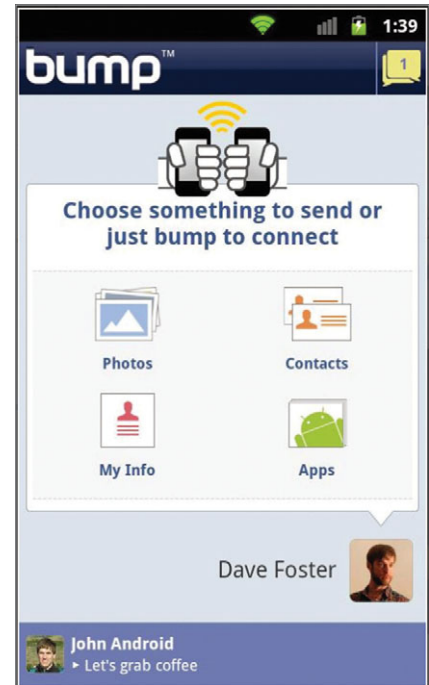 1:39
bump™
1
Choose something to send or
just bump to connect
Photos
Contacts
My Info
Apps
Dave Foster
John Android
▸ Let's grab coffee